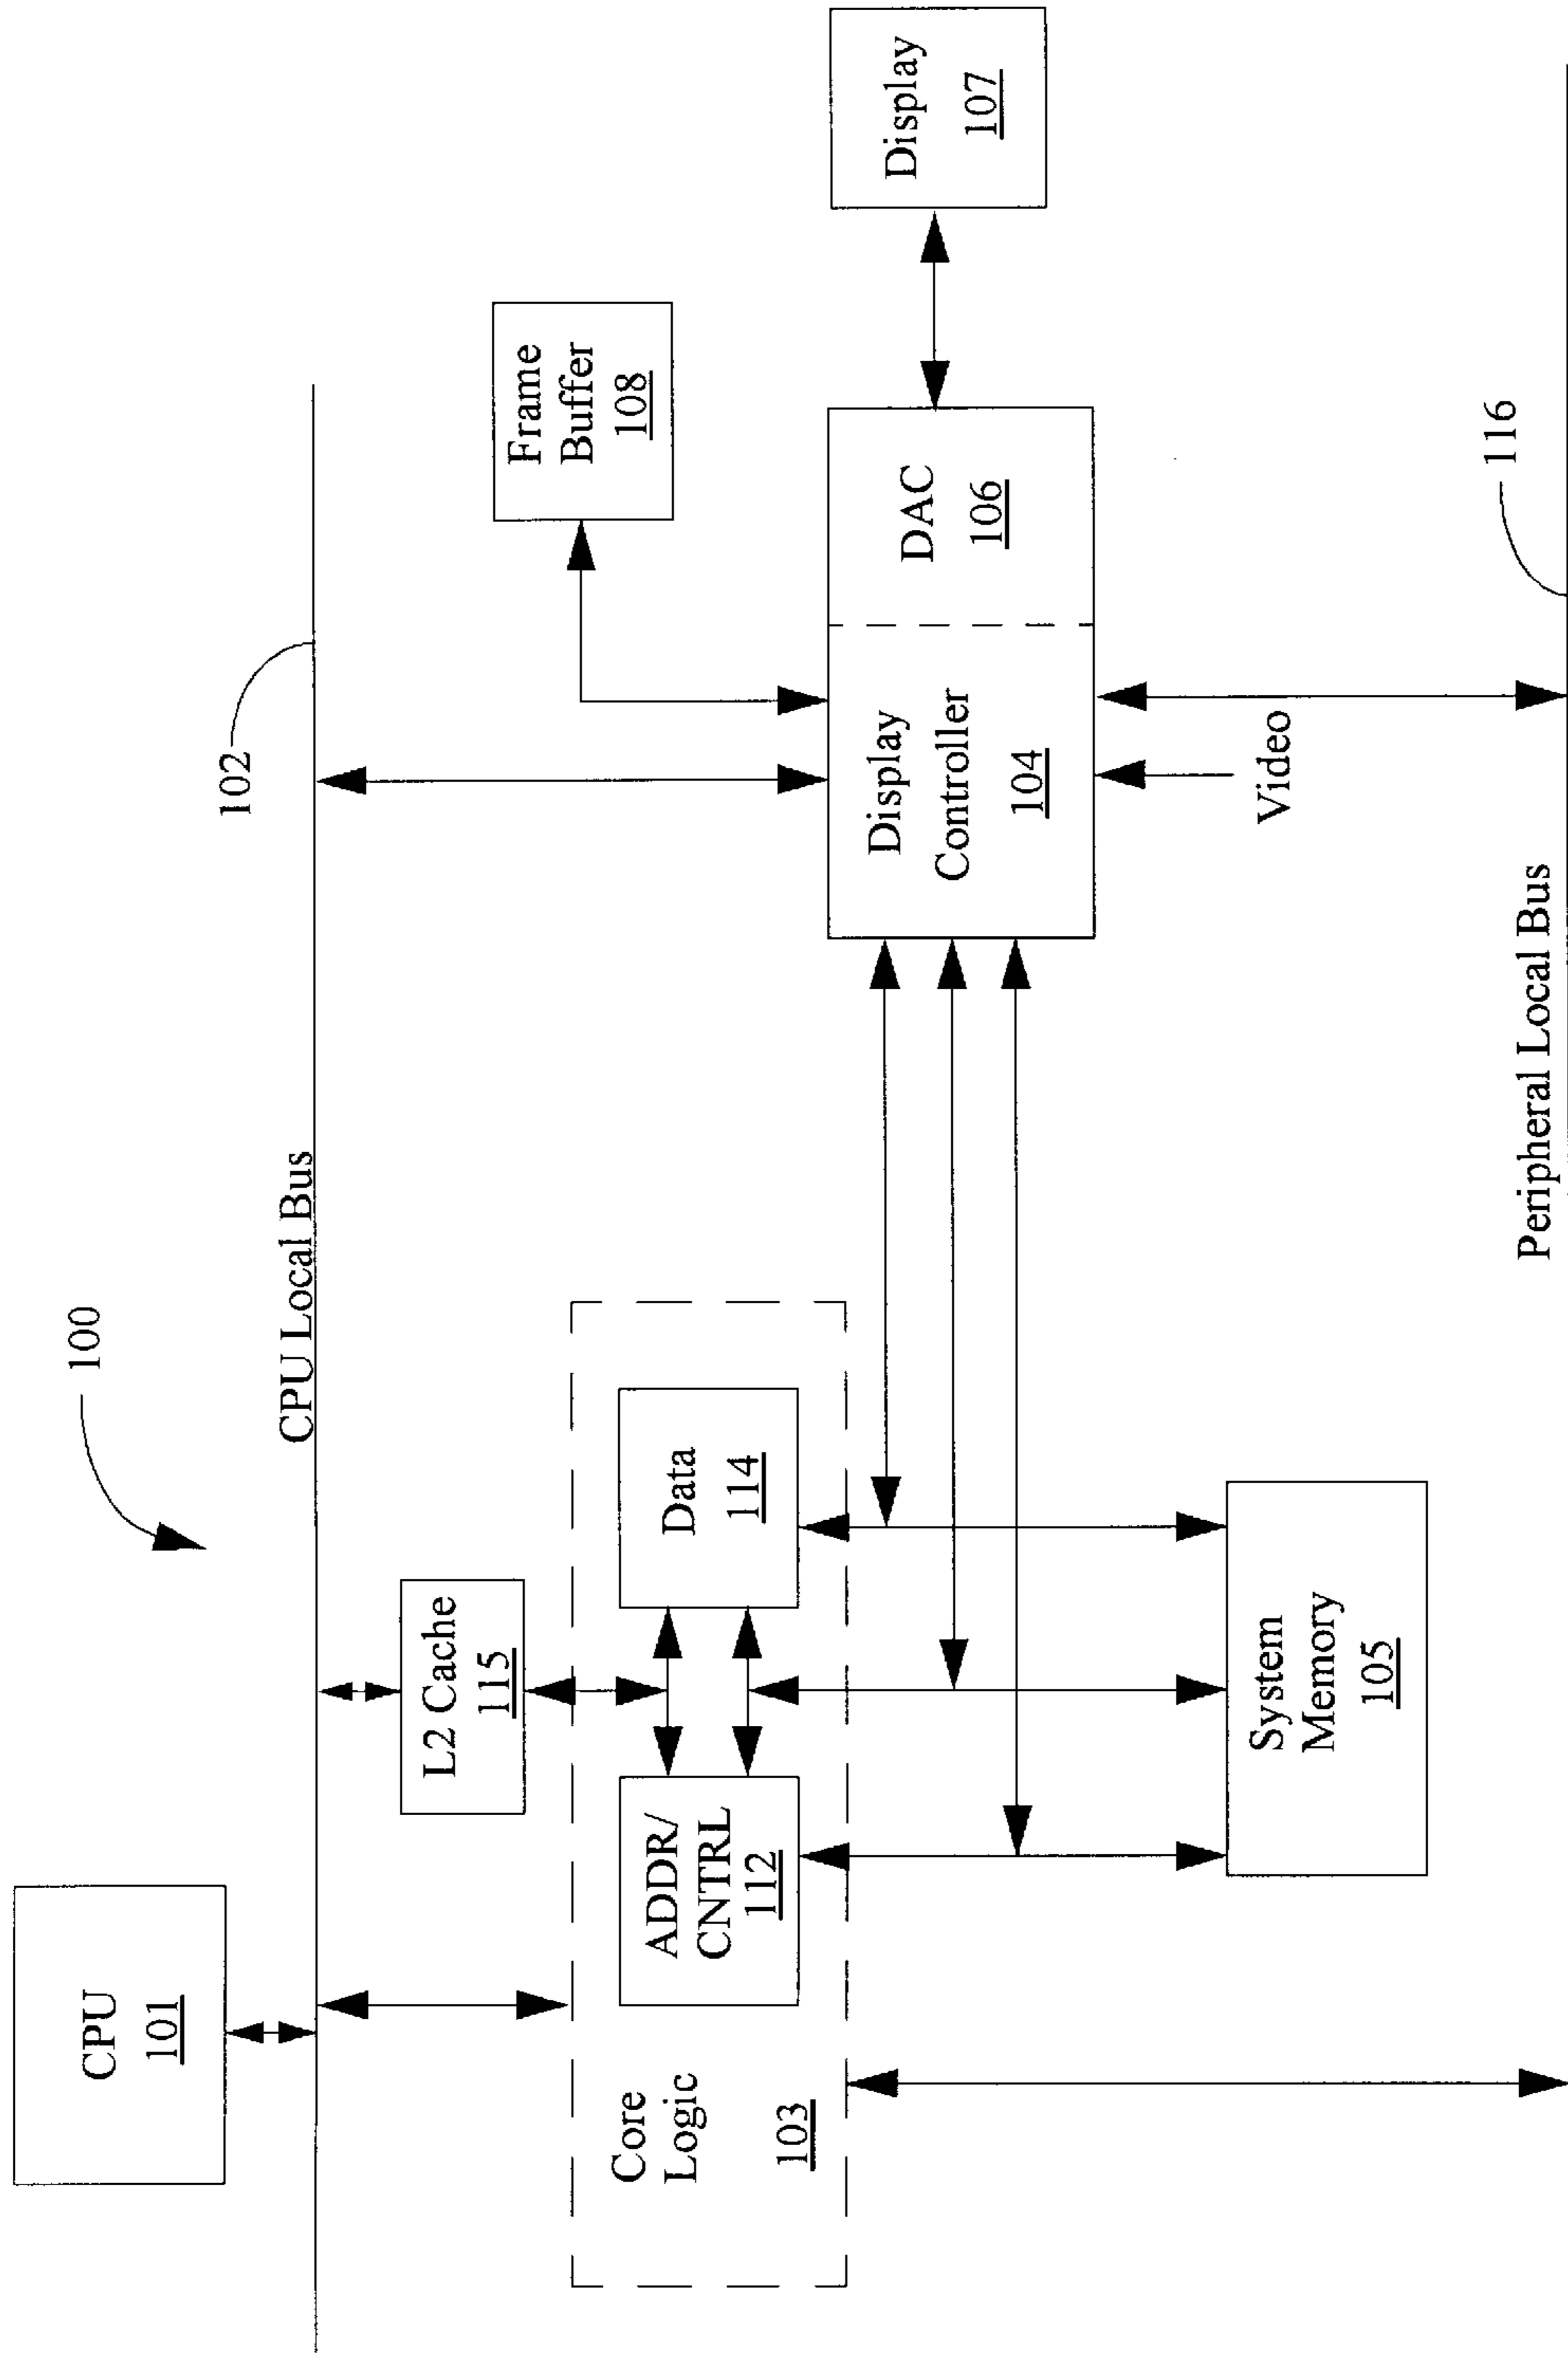 100
CPU
101
CPU Local Bus
102
L2 Cache
115
Frame
Buffer
108
Core
Logic
103
ADDR/
CNTRL
112
Data
114
Display
Controller
104
DAC
106
Display
107
Video
System
Memory
105
Peripheral Local Bus
116